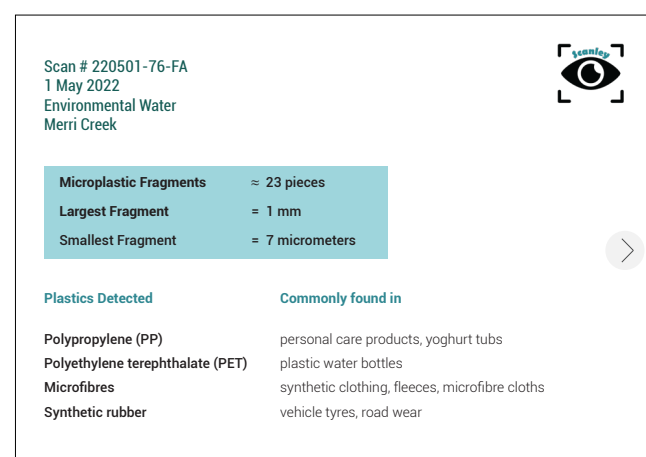 Scanley
Scan # 220501-76-FA
1 May 2022
Environmental Water
Merri Creek
Microplastic Fragments ≈ 23 pieces
Largest Fragment = 1 mm
Smallest Fragment = 7 micrometers
Plastics Detected Commonly found in
Polypropylene (PP) personal care products, yoghurt tubs
Polyethylene terephthalate (PET) plastic water bottles
Microfibres synthetic clothing, fleeces, microfibre cloths
Synthetic rubber vehicle tyres, road wear